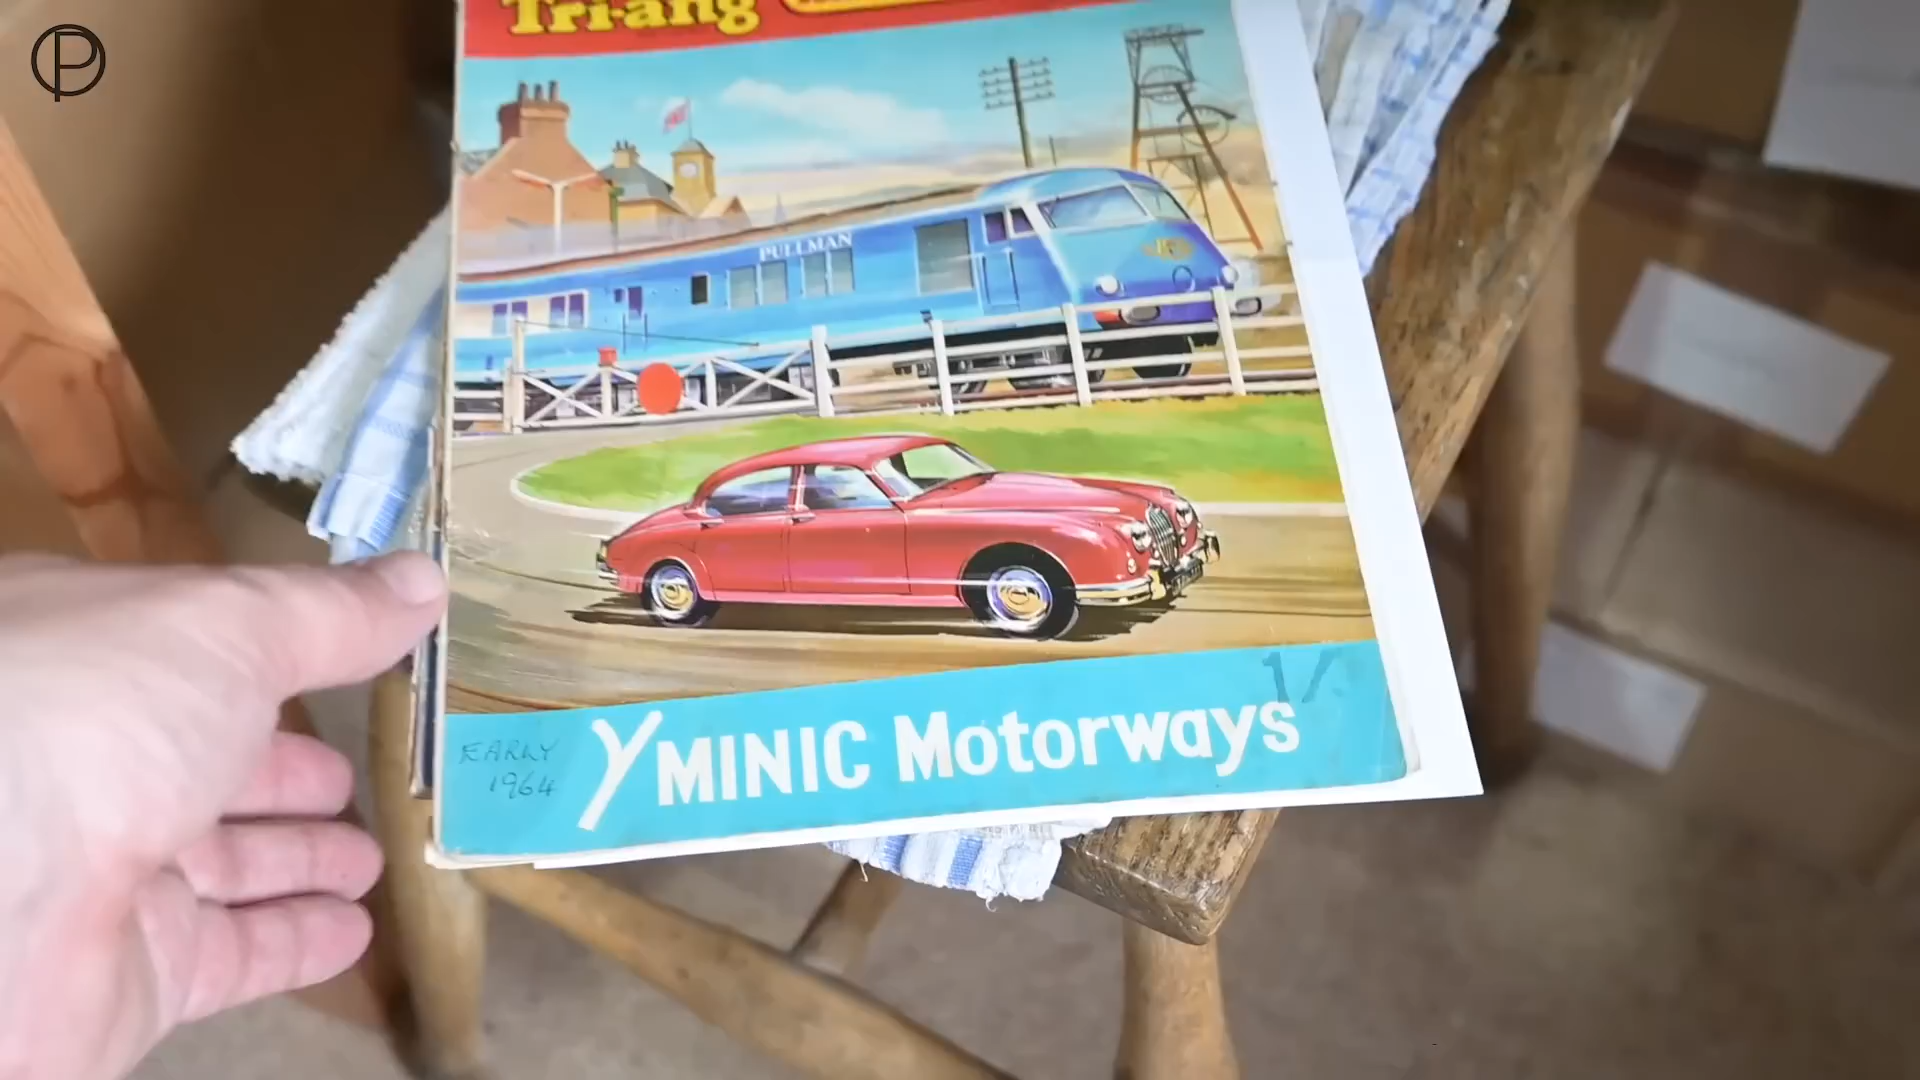 Tri-ang
PULLMAN
1/
EARLY
1964
MINIC Motorways